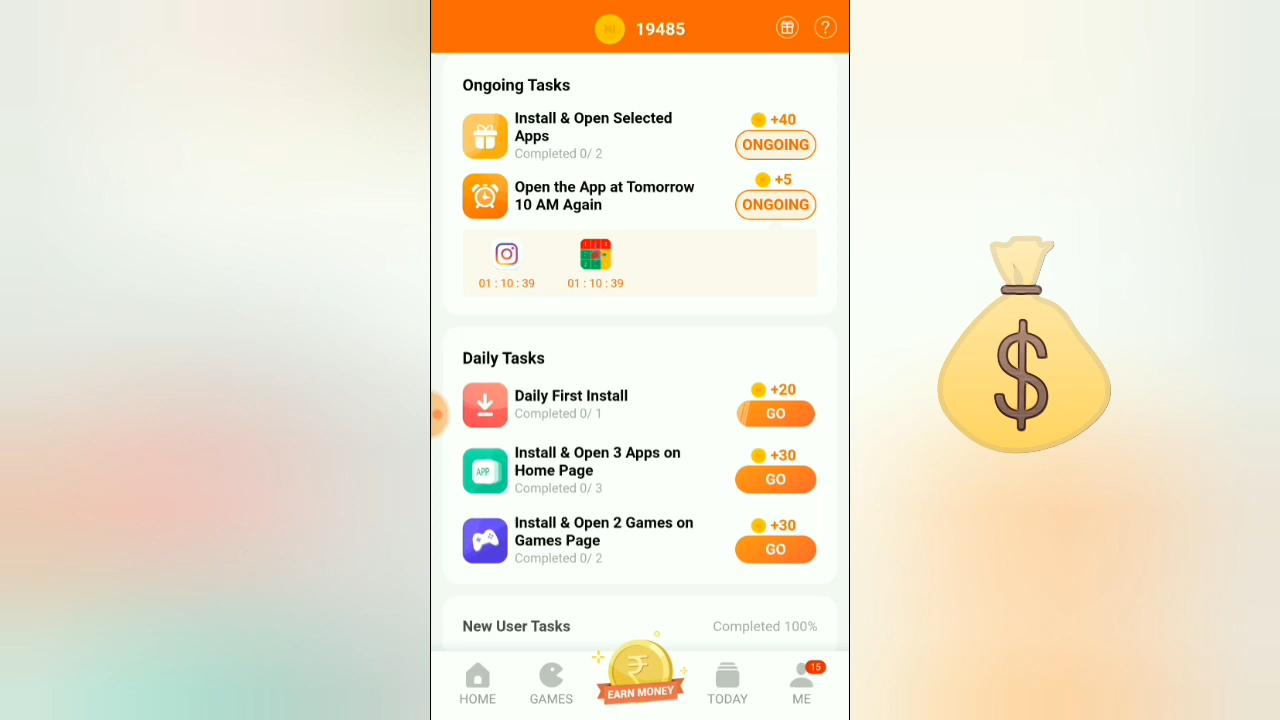 19485
?
Ongoing Tasks
Install & Open Selected
Apps
Completed 0/ 2
+40
ONGOING
Open the App at Tomorrow
10 AM Again
+5
ONGOING
01 : 10 : 39
01 : 10 : 39
Daily Tasks
Daily First Install
Completed 0/ 1
+20
GO
APP
Install & Open 3 Apps on
Home Page
Completed 0/ 3
+30
GO
Install & Open 2 Games on
Games Page
Completed 0/ 2
+30
GO
$
New User Tasks
Completed 100%
₹
EARN MONEY
HOME
GAMES
TODAY
15
ME